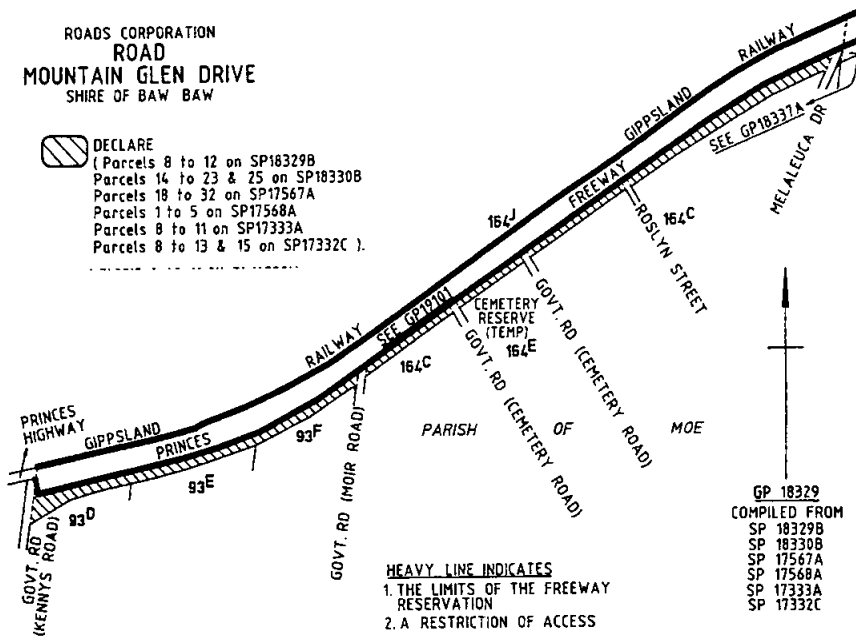 ROADS CORPORATION
ROAD
MOUNTAIN GLEN DRIVE
SHIRE OF BAW BAW
DECLARE
( Parcels 8 to 12 on SP18329B
Parcels 14 to 23 & 25 on SP18330B
Parcels 18 to 32 on SP17567A
Parcels 1 to 5 on SP17568A
Parcels 8 to 11 on SP17333A
Parcels 8 to 13 & 15 on SP17332C ).
GIPPSLAND RAILWAY
SEE GP18337A
MELALEUCA DR
FREEWAY
164J
164C
ROSLYN STREET
SEE GP19101
CEMETERY
RESERVE
(TEMP)
164E
GOVT. RD (CEMETERY ROAD)
GOVT. RD (CEMETERY ROAD)
RAILWAY
164C
GOVT. RD (MOIR ROAD)
93F
PARISH OF MOE
PRINCES
HIGHWAY
GIPPSLAND
PRINCES
93E
93D
GOVT. RD
(KENNYS ROAD)
HEAVY LINE INDICATES
1. THE LIMITS OF THE FREEWAY
RESERVATION
2. A RESTRICTION OF ACCESS
GP 18329
COMPILED FROM
SP 18329B
SP 18330B
SP 17567A
SP 17568A
SP 17333A
SP 17332C